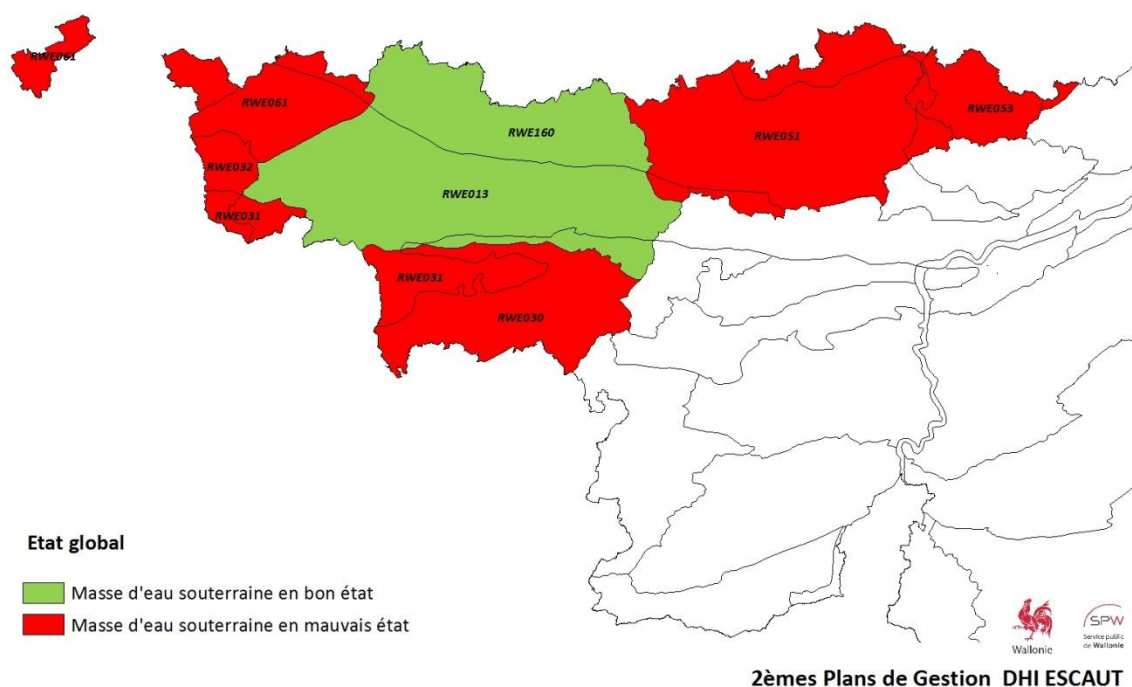 RWE061
RWE061
RWE160
RWE051
RWE053
RWE032
RWE013
RWE031
RWE031
RWE030
Etat global
Masse d'eau souterraine en bon état
Masse d'eau souterraine en mauvais état
Wallonie
SPW
Service public
de Wallonie
2èmes Plans de Gestion DHI ESCAUT